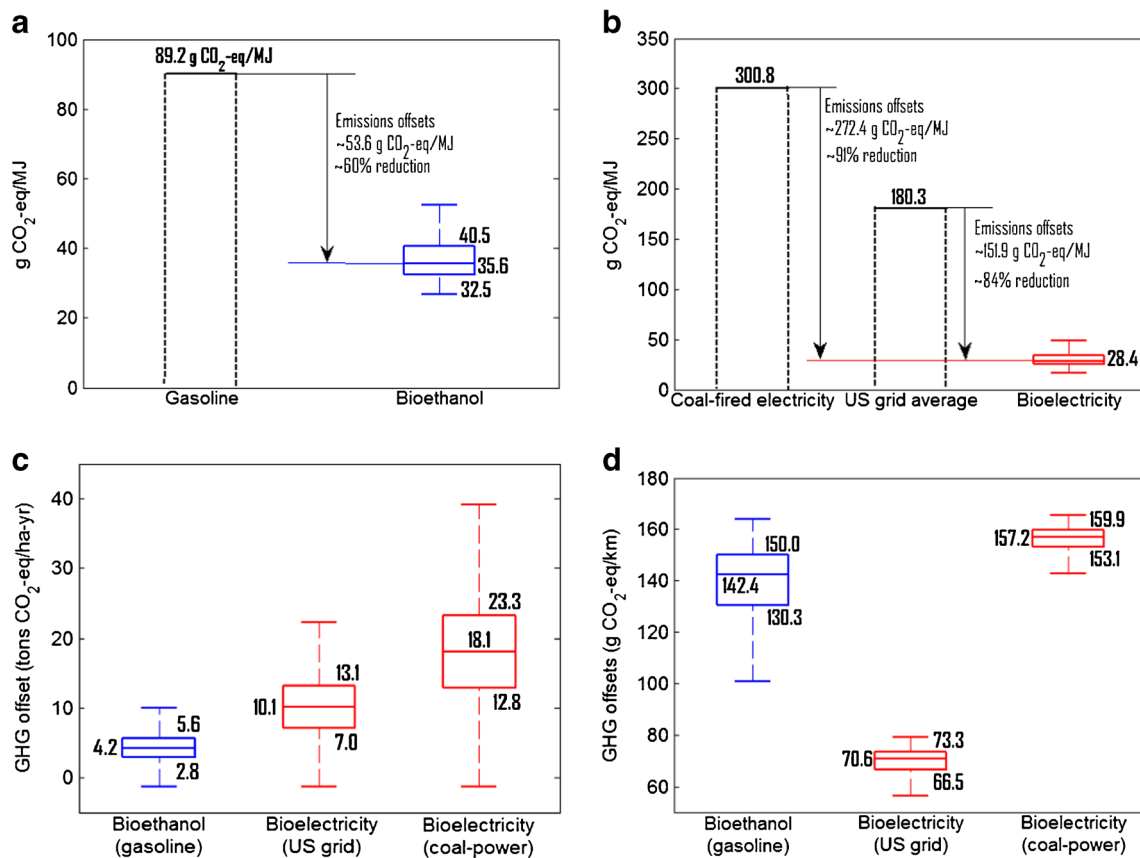 a
100
80
60
40
20
0
g CO₂-eq/MJ
89.2 g CO₂-eq/MJ
Emissions offsets
~53.6 g CO₂-eq/MJ
~60% reduction
40.5
35.6
32.5
Gasoline
Bioethanol
b
350
300
250
200
150
100
50
0
g CO₂-eq/MJ
300.8
Emissions offsets
~272.4 g CO₂-eq/MJ
~91% reduction
180.3
Emissions offsets
~151.9 g CO₂-eq/MJ
~84% reduction
28.4
Coal-fired electricity
US grid average
Bioelectricity
c
40
30
20
10
0
GHG offset (tons CO₂-eq/ha-yr)
5.6
4.2
2.8
13.1
10.1
7.0
23.3
18.1
12.8
Bioethanol
(gasoline)
Bioelectricity
(US grid)
Bioelectricity
(coal-power)
d
180
160
140
120
100
80
60
GHG offsets (g CO₂-eq/km)
150.0
142.4
130.3
73.3
70.6
66.5
159.9
157.2
153.1
Bioethanol
(gasoline)
Bioelectricity
(US grid)
Bioelectricity
(coal-power)